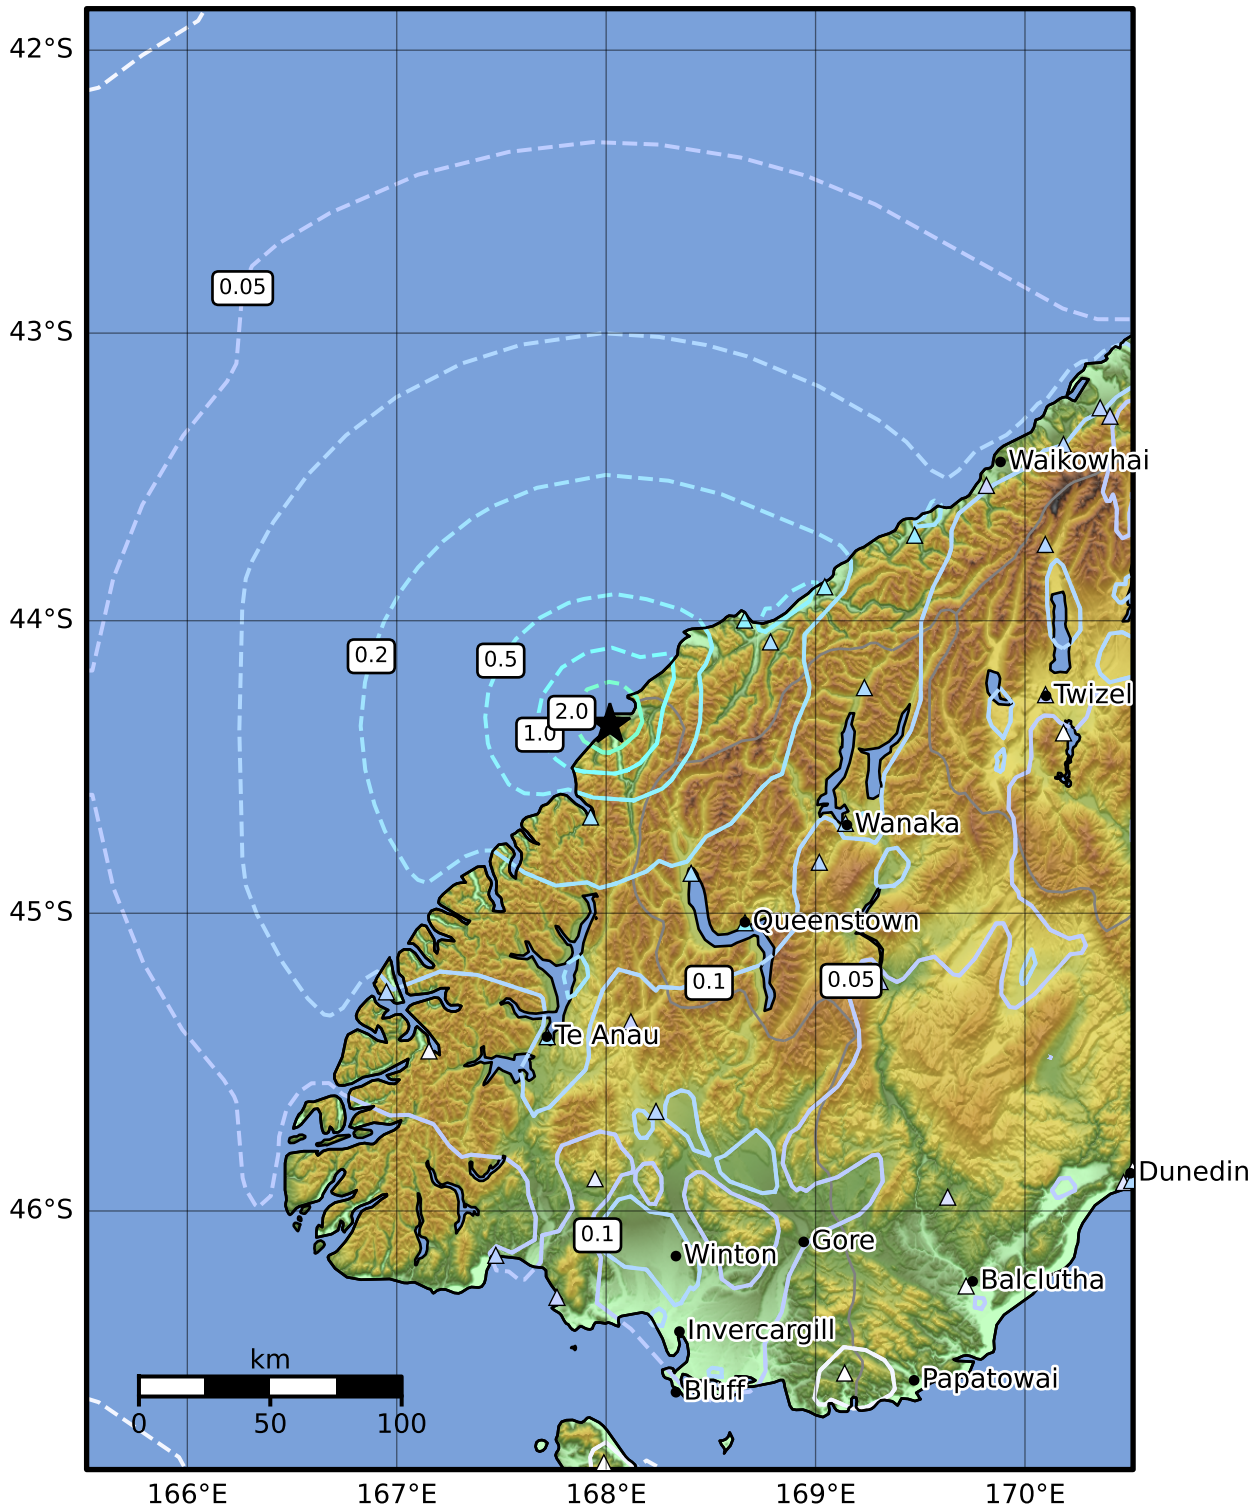 42°S
0.05
43°S
Waikowhai
44°S
0.2
0.5
Twizel
2.0
1.0
Wanaka
45°S
Queenstown
0.1
0.05
Te Anau
Dunedin
46°S
0.1
Winton
Gore
Balclutha
Invercargill
km
Bluff
Papatowai
0 50 100
166°E 167°E 168°E 169°E 170°E